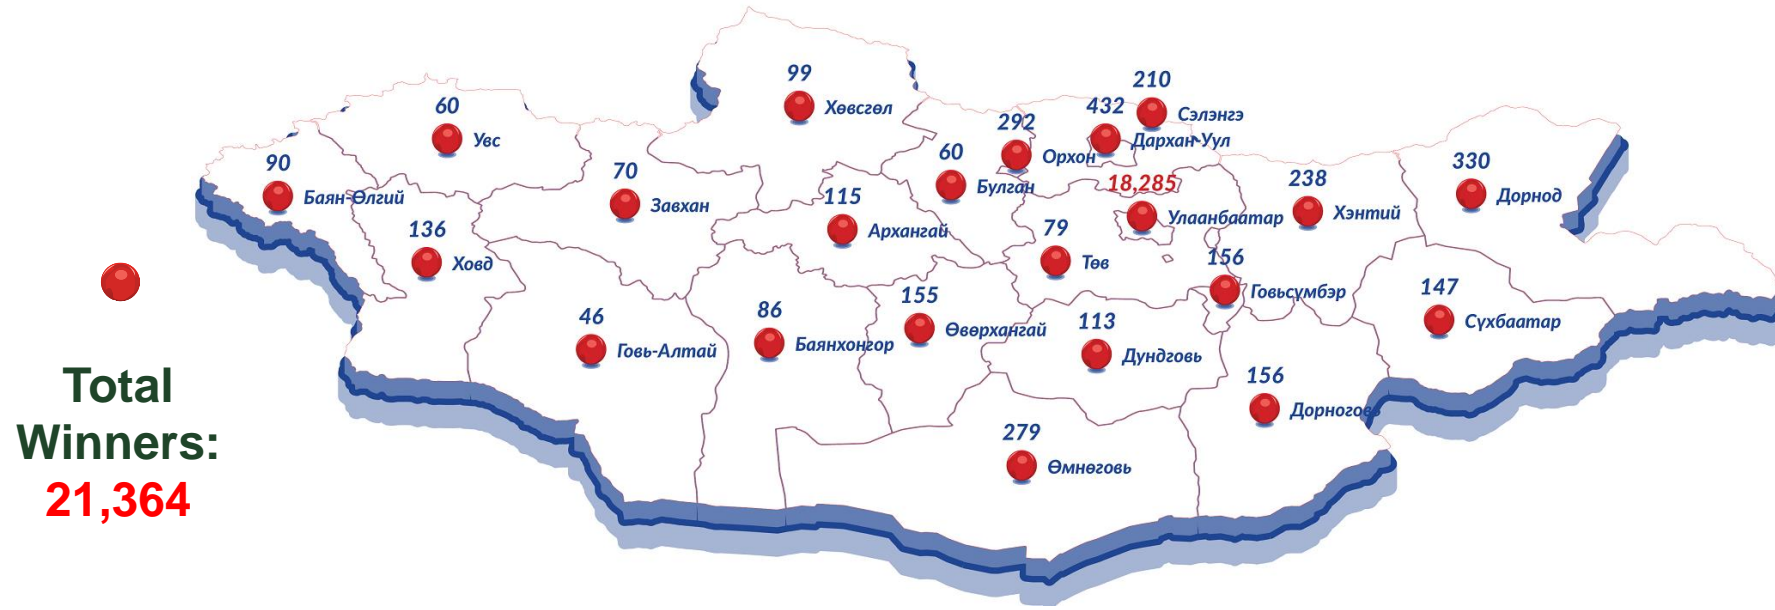 Total
Winners:
21,364
90
Баян-Өлгий
60
Увс
136
Ховд
70
Завхан
46
Говь-Алтай
99
Хөвсгөл
115
Архангай
86
Баянхонгор
155
Өвөрхангай
60
Булган
292
Орхон
432
Дархан-Уул
210
Сэлэнгэ
18,285
Улаанбаатар
79
Төв
156
Говьсүмбэр
113
Дундговь
279
Өмнөговь
156
Дорноговь
238
Хэнтий
330
Дорнод
147
Сүхбаатар